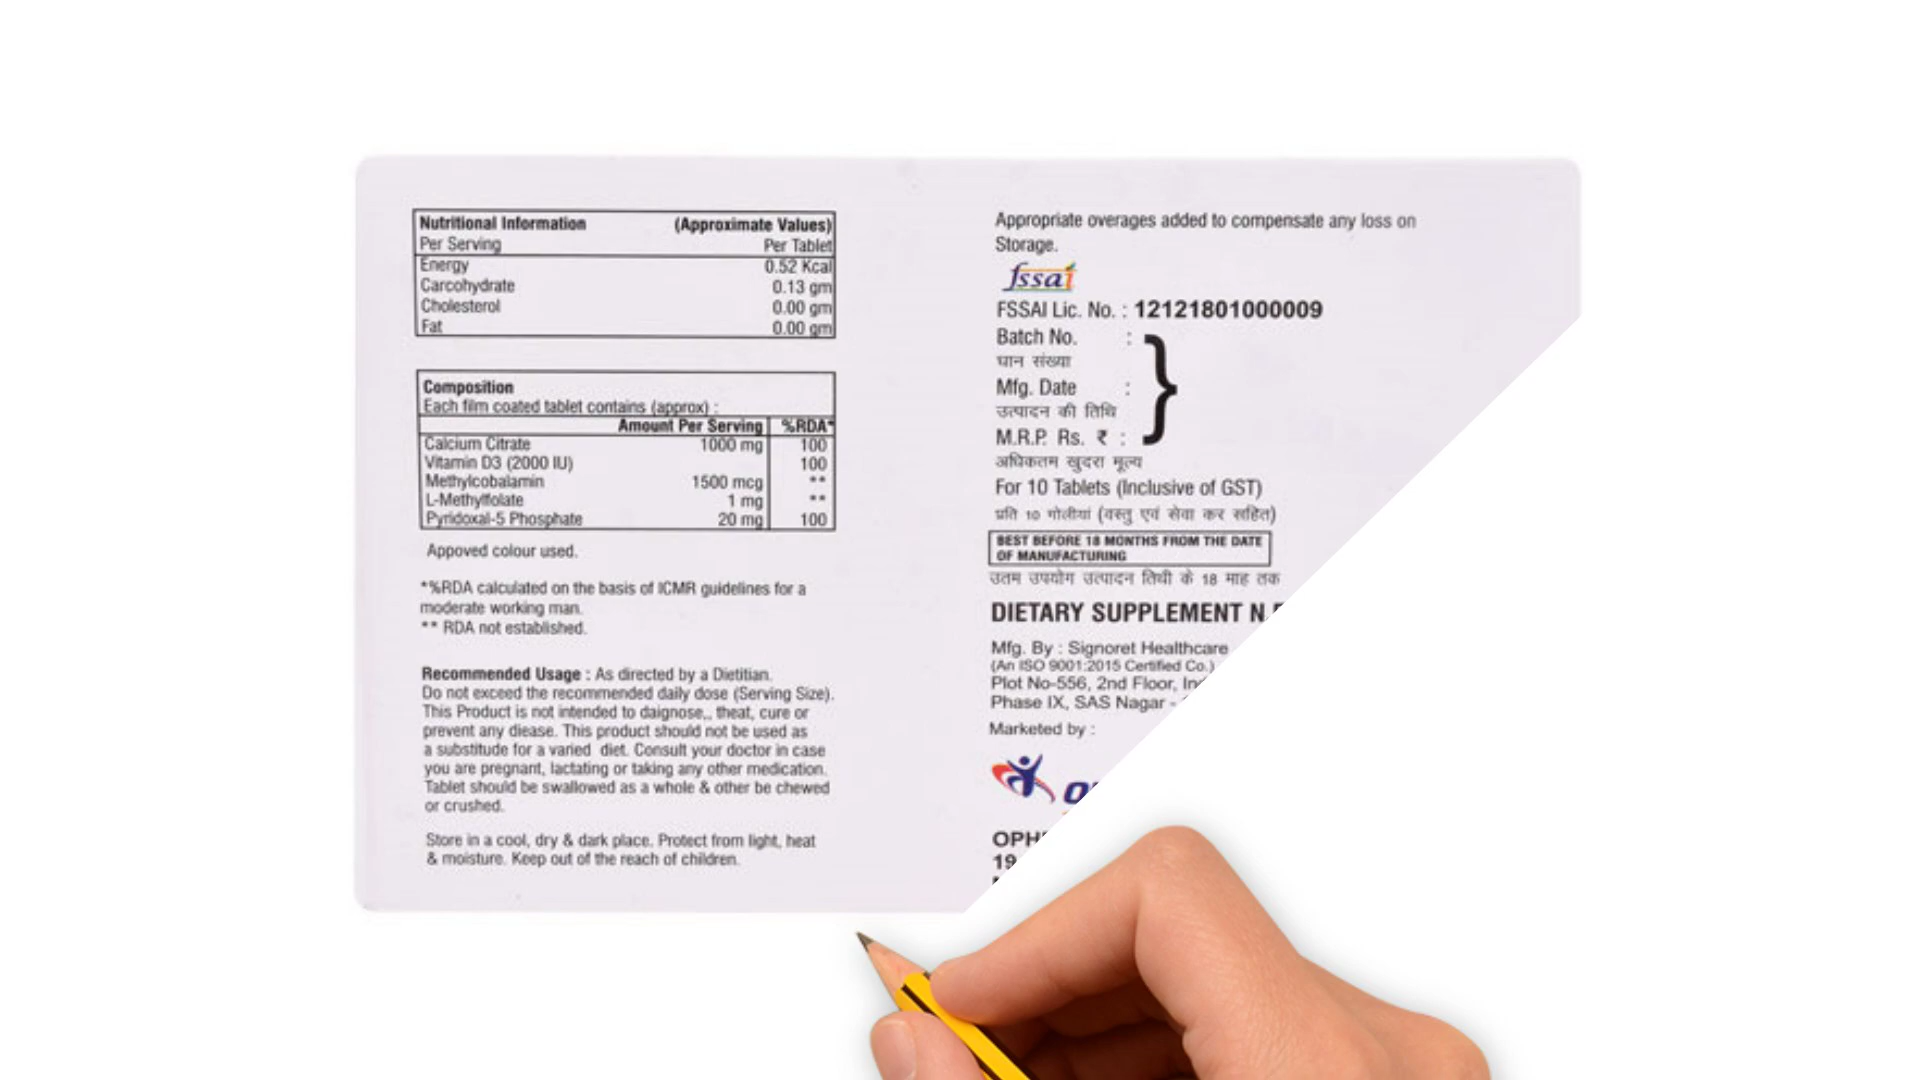 Nutritional Information (Approximate Values)
Per Serving Per Tablet
Energy 0.52 Kcal
Carcohydrate 0.13 gm
Cholesterol 0.00 gm
Fat 0.00 gm
Composition
Each film coated tablet contains (approx) :
Amount Per Serving %RDA*
Calcium Citrate 1000 mg 100
Vitamin D3 (2000 IU) 100
Methylcobalamin 1500 mcg **
L-Methylfolate 1 mg **
Pyridoxal-5 Phosphate 20 mg 100
Appoved colour used.
*%RDA calculated on the basis of ICMR guidelines for a
moderate working man.
** RDA not established.
Recommended Usage : As directed by a Dietitian.
Do not exceed the recommended daily dose (Serving Size).
This Product is not intended to daignose,, theat, cure or
prevent any diease. This product should not be used as
a substitude for a varied diet. Consult your doctor in case
you are pregnant, lactating or taking any other medication.
Tablet should be swallowed as a whole & other be chewed
or crushed.
Store in a cool, dry & dark place. Protect from light, heat
& moisture. Keep out of the reach of children.
Appropriate overages added to compensate any loss on
Storage.
fssai
FSSAI Lic. No. : 12121801000009
Batch No. :
घान संख्या
Mfg. Date :
उत्पादन की तिथि
M.R.P. Rs. ₹ :
अधिकतम खुदरा मूल्य
For 10 Tablets (Inclusive of GST)
प्रति 10 गोलीयां (वस्तु एवं सेवा कर सहित)
BEST BEFORE 18 MONTHS FROM THE DATE
OF MANUFACTURING
उतम उपयोग उत्पादन तिथी के 18 माह तक
DIETARY SUPPLEMENT N
Mfg. By : Signoret Healthcare
(An ISO 9001:2015 Certified Co.)
Plot No-556, 2nd Floor,
Phase IX, SAS Nagar -
Marketed by :
OPH
19